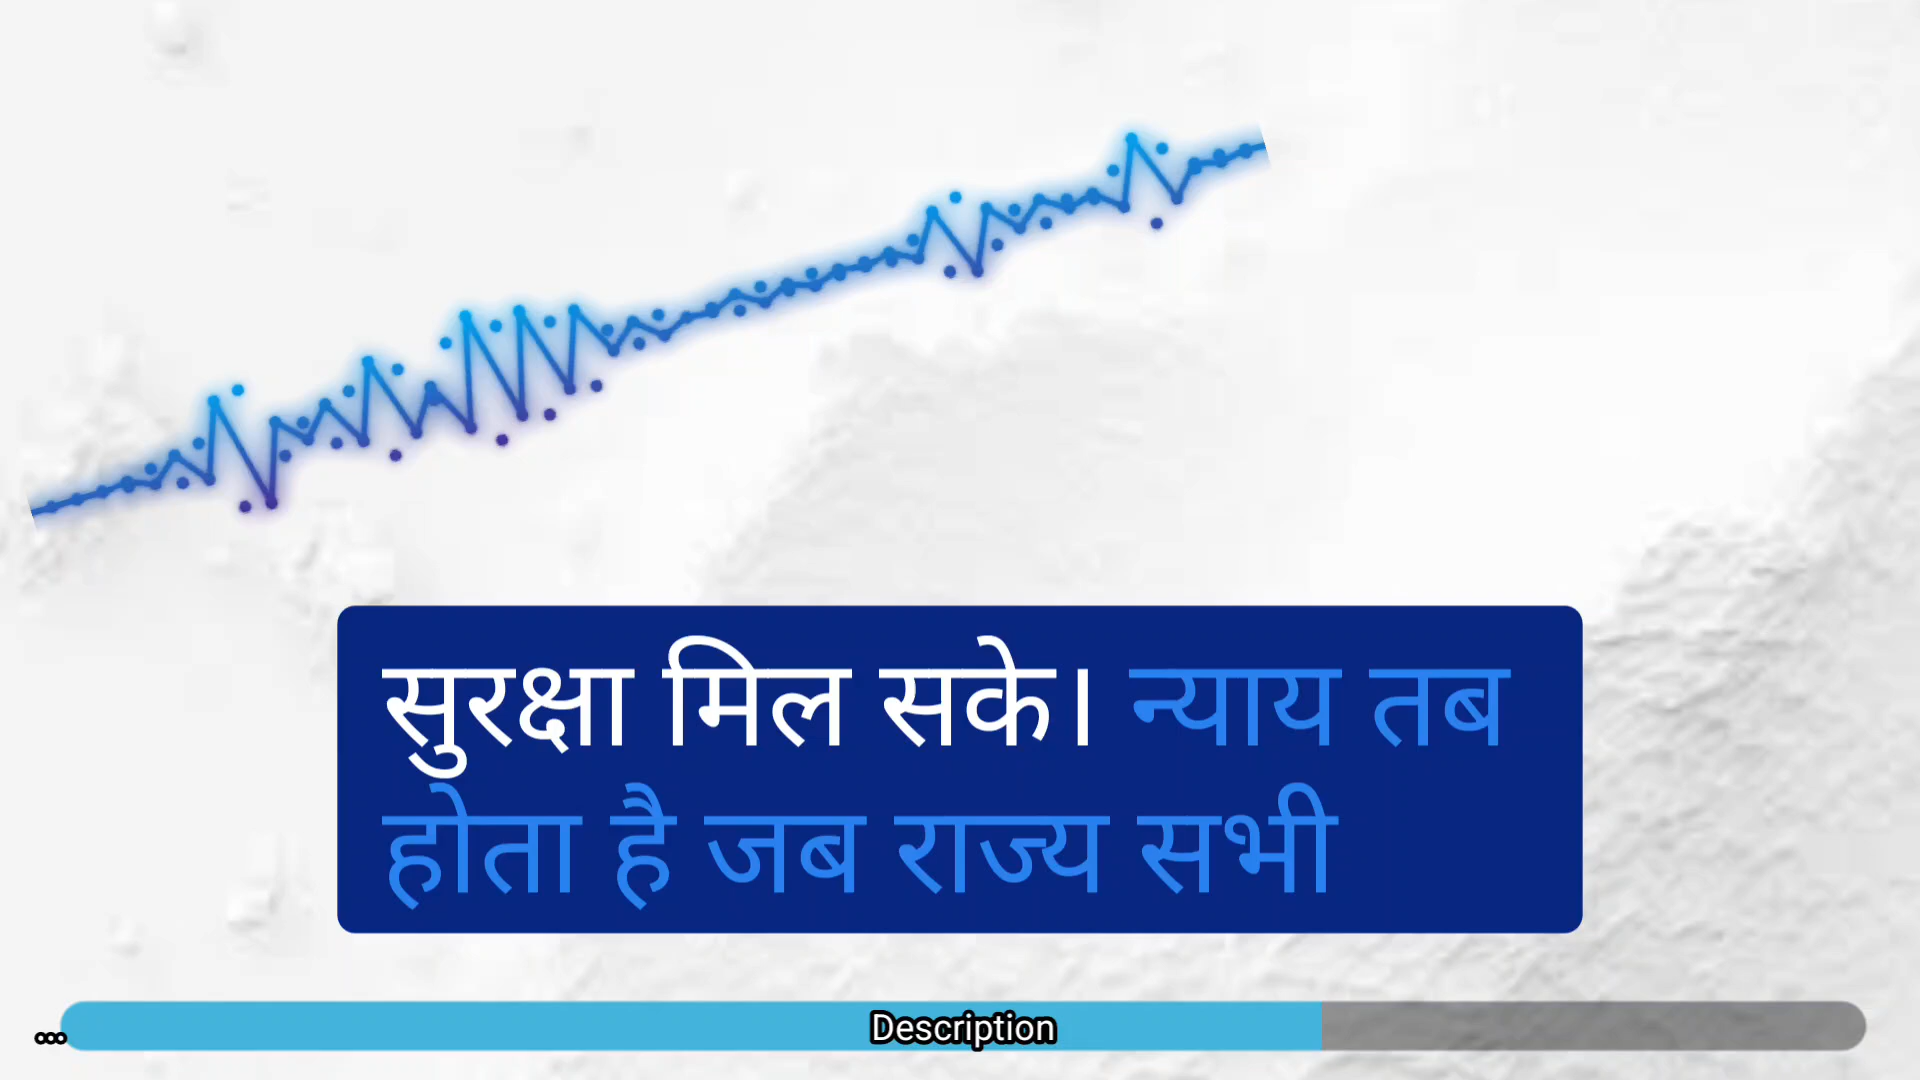 सुरक्षा मिल सके। न्याय तब
होता है जब राज्य सभी
...
Description